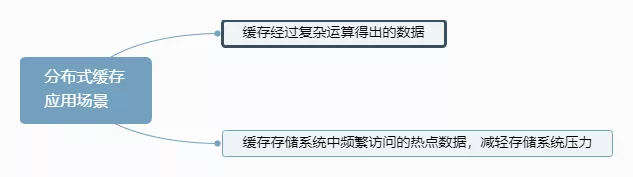 缓存经过复杂运算得出的数据
分布式缓存
应用场景
缓存存储系统中频繁访问的热点数据，减轻存储系统压力